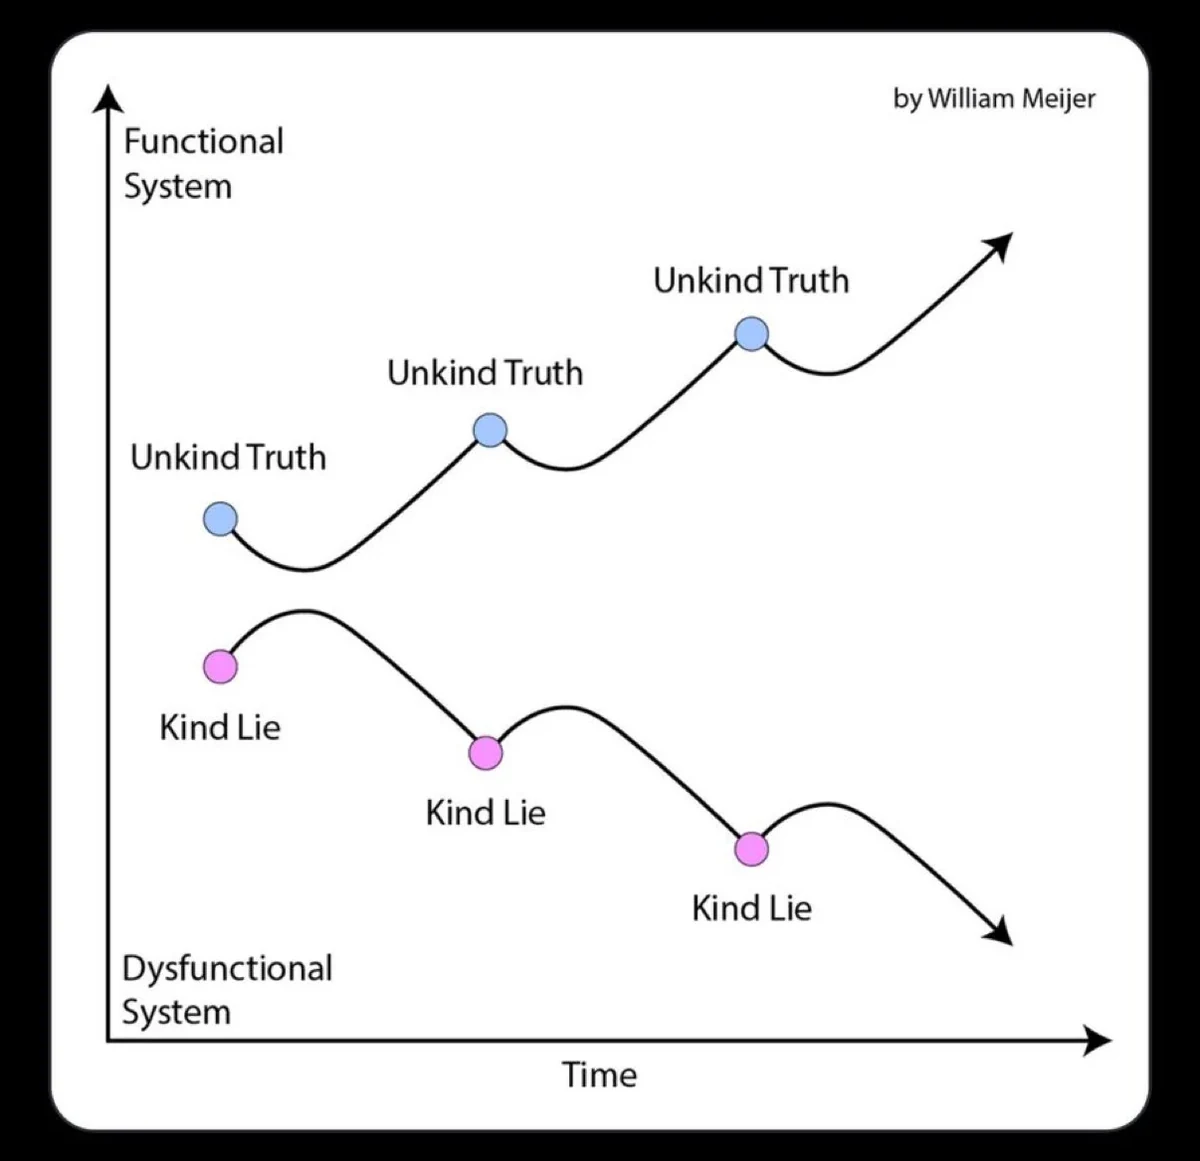 by William Meijer
Functional
System
Unkind Truth
Unkind Truth
Unkind Truth
Kind Lie
Kind Lie
Kind Lie
Dysfunctional
System
Time